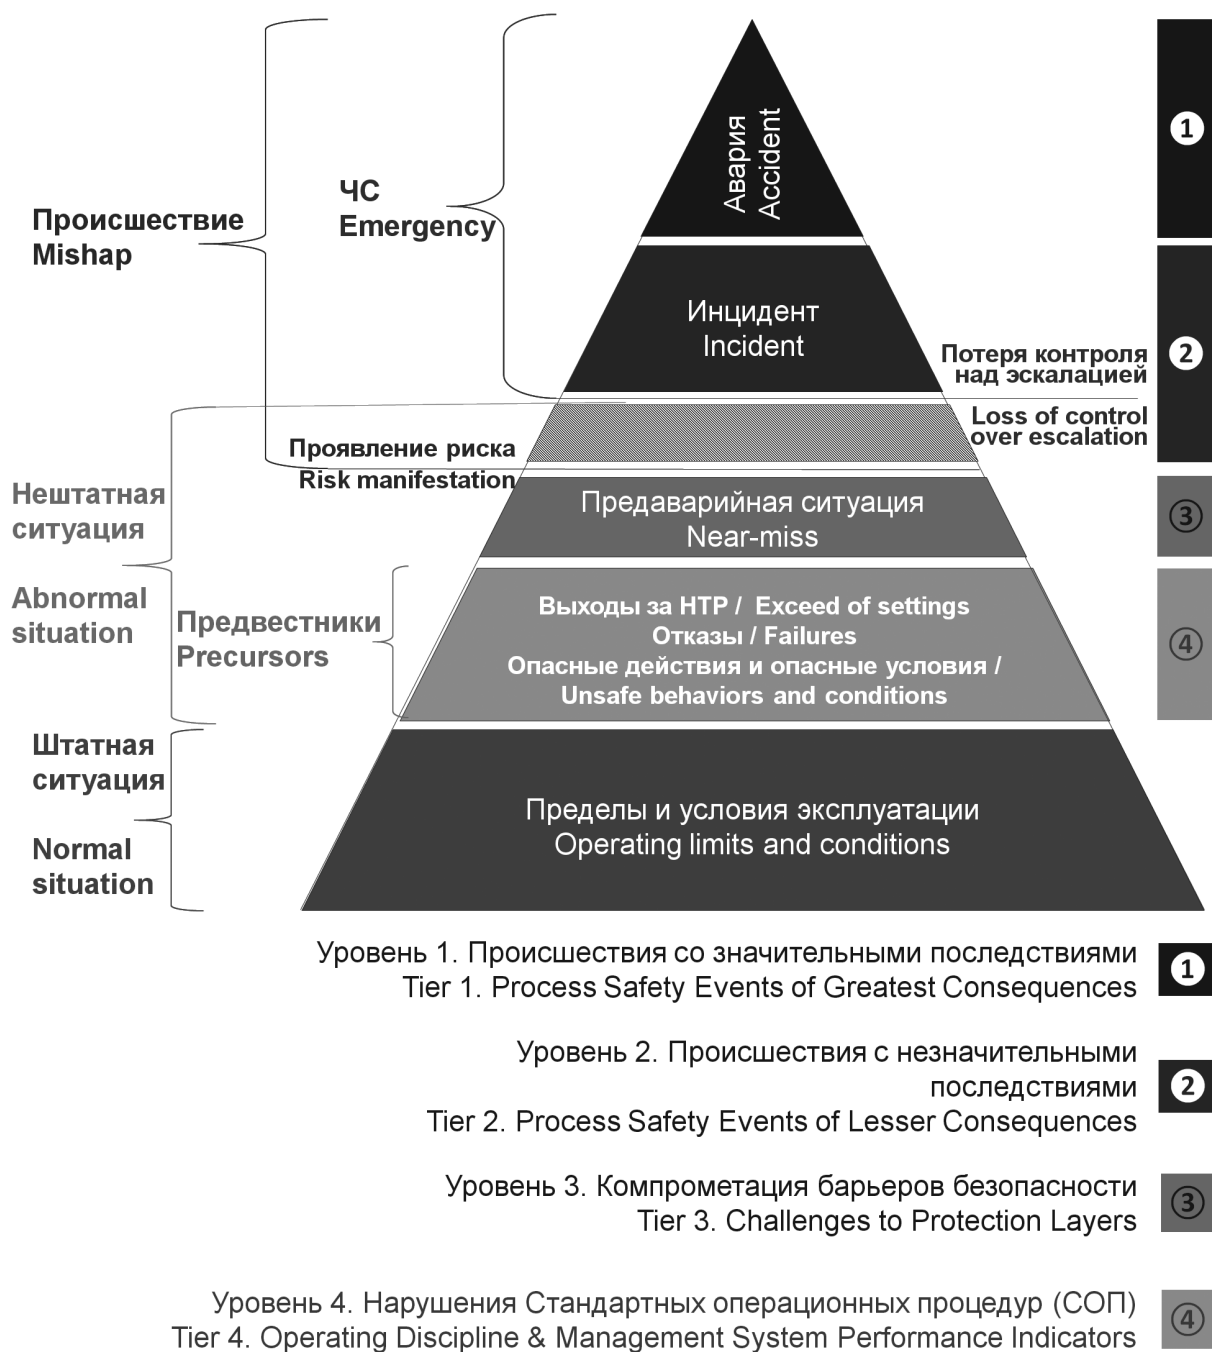 Авария
Accident
❶
ЧС
Emergency
Происшествие
Mishap
Инцидент
Incident
Потеря контроля
над эскалацией
❷
Loss of control
over escalation
Проявление риска
Risk manifestation
Нештатная
ситуация
Abnormal
situation
Предаварийная ситуация
Near-miss
③
Предвестники
Precursors
Выходы за НТР / Exceed of settings
Отказы / Failures
Опасные действия и опасные условия /
Unsafe behaviors and conditions
④
Штатная
ситуация
Normal
situation
Пределы и условия эксплуатации
Operating limits and conditions
Уровень 1. Происшествия со значительными последствиями
Tier 1. Process Safety Events of Greatest Consequences
❶
Уровень 2. Происшествия с незначительными
последствиями
Tier 2. Process Safety Events of Lesser Consequences
❷
Уровень 3. Компрометация барьеров безопасности
Tier 3. Challenges to Protection Layers
③
Уровень 4. Нарушения Стандартных операционных процедур (СОП)
Tier 4. Operating Discipline & Management System Performance Indicators
④